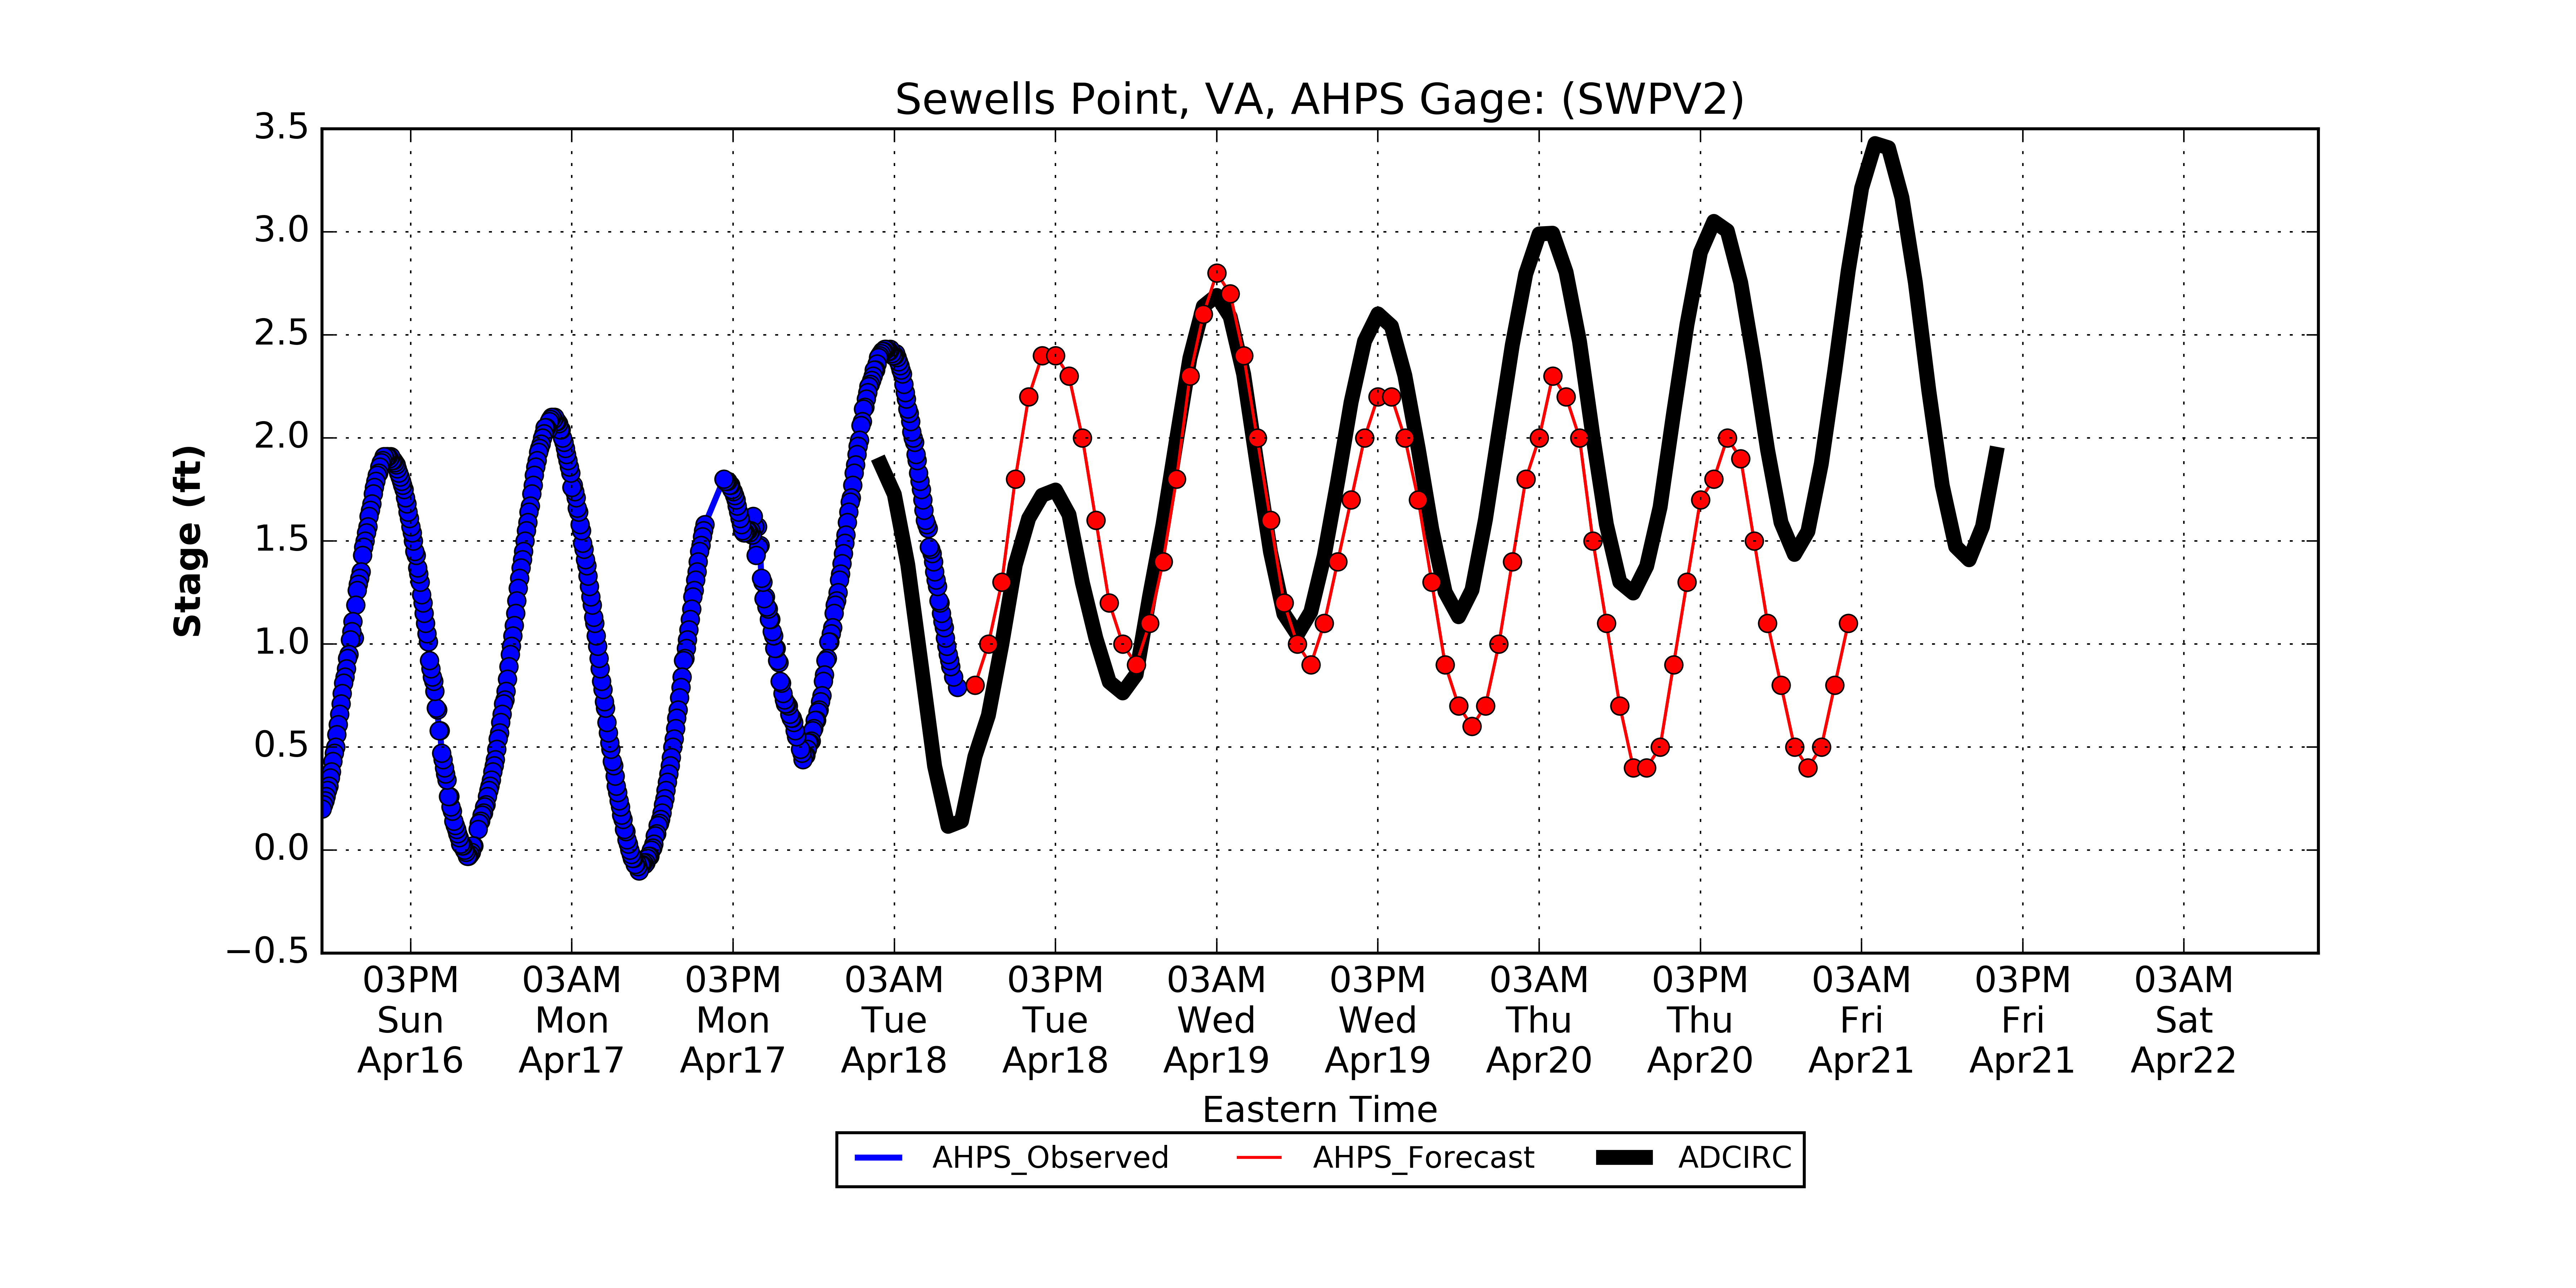 Sewells Point, VA, AHPS Gage: (SWPV2)
3.5
3.0
2.5
2.0
1.5
1.0
0.5
0.0
−0.5
Stage (ft)
03PM 03AM 03PM 03AM 03PM 03AM 03PM 03AM 03PM 03AM 03PM 03AM
Sun Mon Mon Tue Tue Wed Wed Thu Thu Fri Fri Sat
Apr16 Apr17 Apr17 Apr18 Apr18 Apr19 Apr19 Apr20 Apr20 Apr21 Apr21 Apr22
Eastern Time
AHPS_Observed AHPS_Forecast ADCIRC